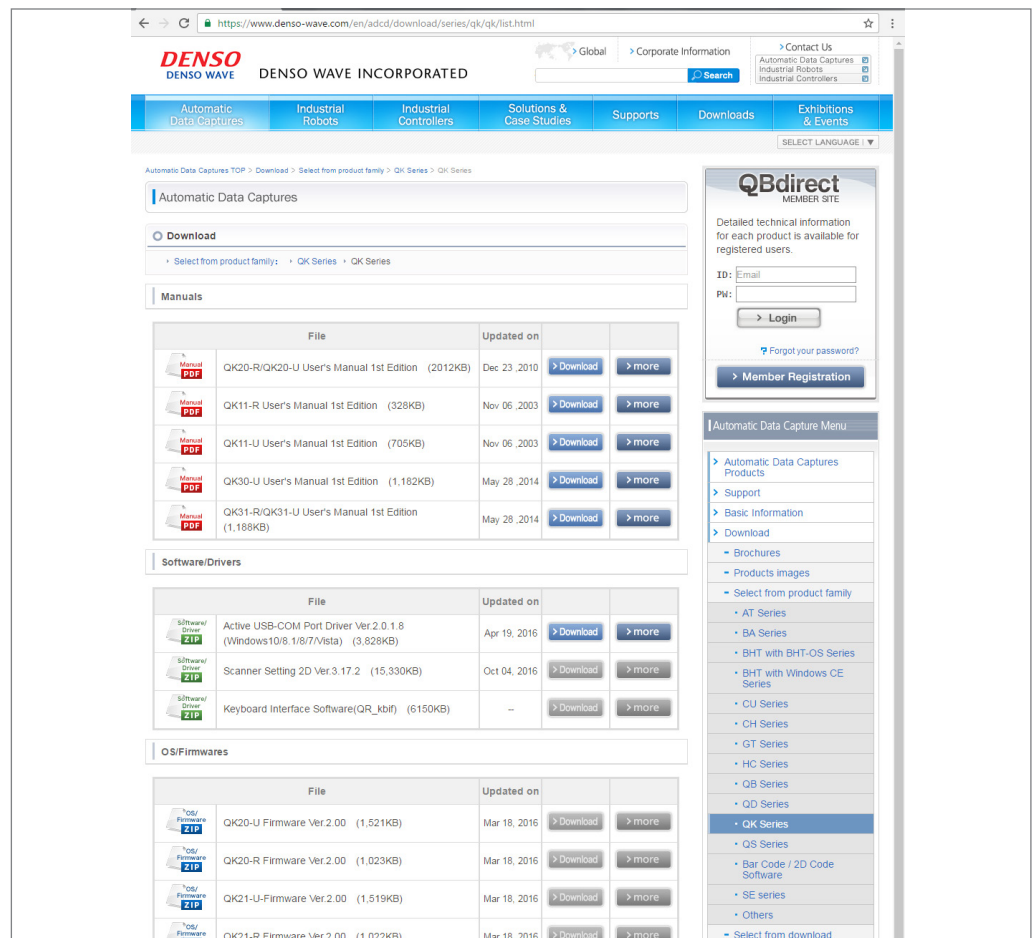 https://www.denso-wave.com/en/adcd/download/series/qk/qk/list.html
DENSO
DENSO WAVE
DENSO WAVE INCORPORATED
Global
Corporate Information
Contact Us
Automatic Data Captures
Industrial Robots
Industrial Controllers
Search
Automatic Data Captures
Industrial Robots
Industrial Controllers
Solutions & Case Studies
Supports
Downloads
Exhibitions & Events
SELECT LANGUAGE
Automatic Data Captures TOP > Download > Select from product family > QK Series > QK Series
Automatic Data Captures
Download
Select from product family: QK Series QK Series
Manuals
File Updated on
Manual PDF QK20-R/QK20-U User's Manual 1st Edition (2012KB) Dec 23 ,2010 >Download >more
Manual PDF QK11-R User's Manual 1st Edition (328KB) Nov 06 ,2003 >Download >more
Manual PDF QK11-U User's Manual 1st Edition (705KB) Nov 06 ,2003 >Download >more
Manual PDF QK30-U User's Manual 1st Edition (1,182KB) May 28 ,2014 >Download >more
Manual PDF QK31-R/QK31-U User's Manual 1st Edition
(1,188KB) May 28 ,2014 >Download >more
Software/Drivers
File Updated on
Software/ Driver ZIP Active USB-COM Port Driver Ver.2.0.1.8
(Windows10/8.1/8/7/Vista) (3,828KB) Apr 19, 2016 >Download >more
Software/ Driver ZIP Scanner Setting 2D Ver.3.17.2 (15,330KB) Oct 04, 2016 >Download >more
Software/ Driver ZIP Keyboard Interface Software(QR_kbif) (6150KB) -- >Download >more
OS/Firmwares
File Updated on
OS/ Firmware ZIP QK20-U Firmware Ver.2.00 (1,521KB) Mar 18, 2016 >Download >more
OS/ Firmware ZIP QK20-R Firmware Ver.2.00 (1,023KB) Mar 18, 2016 >Download >more
OS/ Firmware ZIP QK21-U-Firmware Ver.2.00 (1,519KB) Mar 18, 2016 >Download >more
OS/ Firmware QK21-R Firmware Ver.2.00 (1,022KB) Mar 18, 2016 >Download >more
QBdirect
MEMBER SITE
Detailed technical information
for each product is available for
registered users.
ID: Email
PW:
> Login
Forgot your password?
> Member Registration
Automatic Data Capture Menu
Automatic Data Captures
Products
Support
Basic Information
Download
Brochures
Products images
Select from product family
AT Series
BA Series
BHT with BHT-OS Series
BHT with Windows CE
Series
CU Series
CH Series
GT Series
HC Series
QB Series
QD Series
QK Series
QS Series
Bar Code / 2D Code
Software
SE series
Others
Select from download